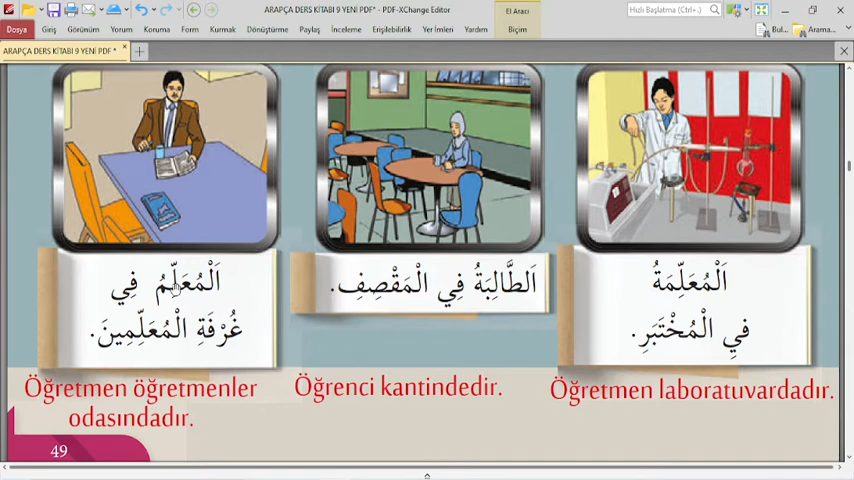 ARAPÇA DERS KİTABI 9 YENİ PDF* - PDF-XChange Editor
El Aracı
Hızlı Başlatma (Ctrl+.)
Dosya Giriş Görünüm Ekle Yorum Koruma Form Kurmak Dönüştürme Paylaş İnceleme Erişilebilirlik Yer İmleri Yardım Biçim Bul... Arama...
ARAPÇA DERS KİTABI 9 YENİ PDF *
اَلْمُعَلِّمَةُ
فِي الْمُخْتَبَرِ.
Öğretmen laboratuvardadır.
اَلطَّالِبَةُ فِي الْمَقْصِفِ.
Öğrenci kantindedir.
اَلْمُعَلِّمُ فِي
غُرْفَةِ الْمُعَلِّمِينَ.
Öğretmen öğretmenler
odasındadır.
49